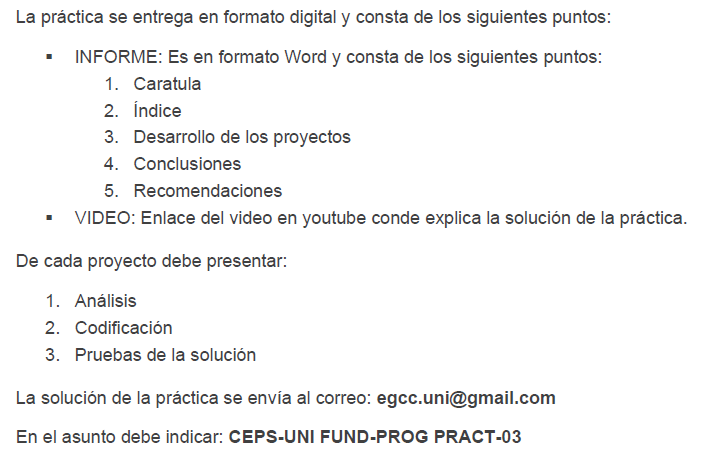 La práctica se entrega en formato digital y consta de los siguientes puntos:
▪ INFORME: Es en formato Word y consta de los siguientes puntos:
1. Caratula
2. Índice
3. Desarrollo de los proyectos
4. Conclusiones
5. Recomendaciones
▪ VIDEO: Enlace del video en youtube conde explica la solución de la práctica.
De cada proyecto debe presentar:
1. Análisis
2. Codificación
3. Pruebas de la solución
La solución de la práctica se envía al correo: egcc.uni@gmail.com
En el asunto debe indicar: CEPS-UNI FUND-PROG PRACT-03